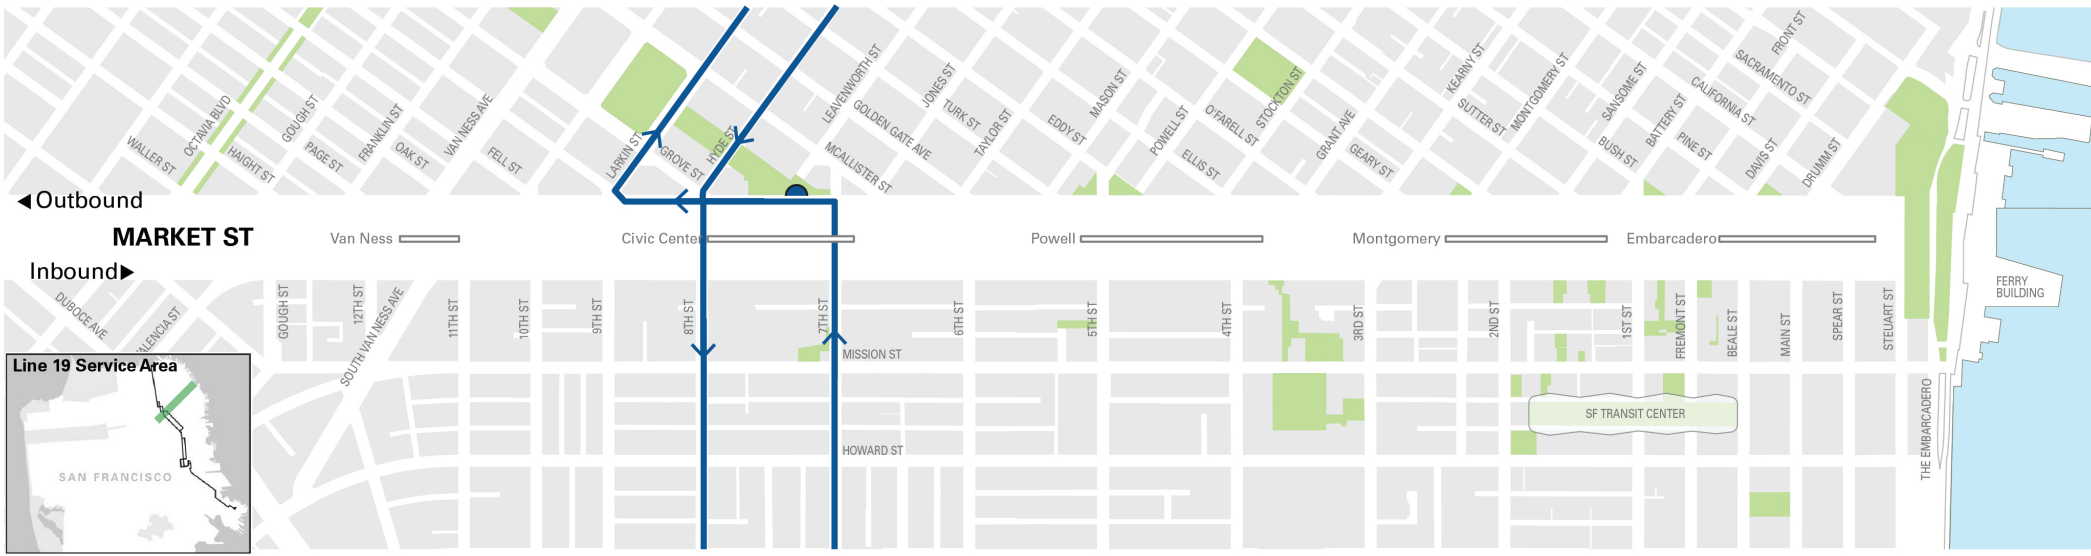 WALLER ST
OCTAVIA BLVD
HAIGHT ST
GOUGH ST
PAGE ST
FRANKLIN ST
OAK ST
VAN NESS AVE
FELL ST
LARKIN ST
GROVE ST
HYDE ST
LEAVENWORTH ST
MCALLISTER ST
GOLDEN GATE AVE
JONES ST
TURK ST
TAYLOR ST
EDDY ST
MASON ST
POWELL ST
ELLIS ST
O'FARELL ST
STOCKTON ST
GRANT AVE
GEARY ST
KEARNY ST
SUTTER ST
MONTGOMERY ST
BUSH ST
SANSOME ST
BATTERY ST
PINE ST
CALIFORNIA ST
SACRAMENTO ST
FRONT ST
DAVIS ST
DRUMM ST
Outbound
MARKET ST
Inbound
Van Ness
Civic Center
Powell
Montgomery
Embarcadero
DUBOCE AVE
VALENCIA ST
GOUGH ST
12TH ST
SOUTH VAN NESS AVE
11TH ST
10TH ST
9TH ST
8TH ST
7TH ST
6TH ST
5TH ST
4TH ST
3RD ST
2ND ST
1ST ST
FREMONT ST
BEALE ST
MAIN ST
SPEAR ST
STEUART ST
FERRY
BUILDING
MISSION ST
HOWARD ST
SF TRANSIT CENTER
THE EMBARCADERO
Line 19 Service Area
SAN FRANCISCO